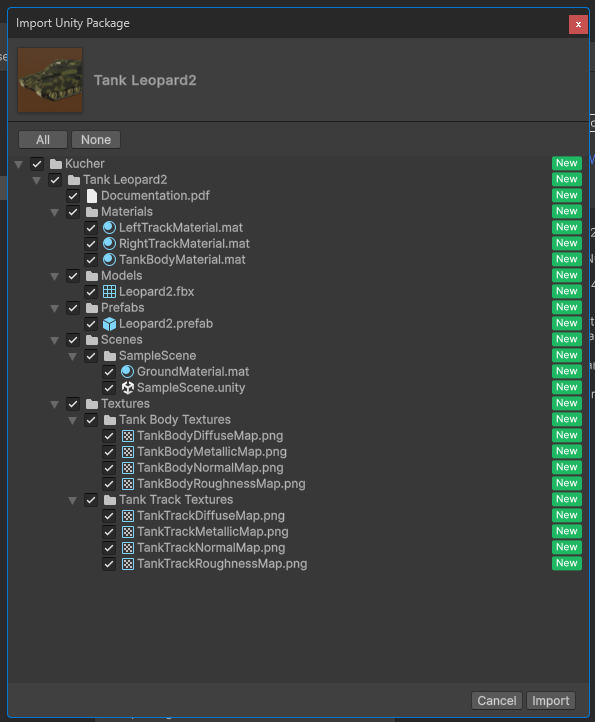 Import Unity Package
x
Tank Leopard2
All None
Kucher New
Tank Leopard2 New
Documentation.pdf New
Materials New
LeftTrackMaterial.mat New
RightTrackMaterial.mat New
TankBodyMaterial.mat New
Models New
Leopard2.fbx New
Prefabs New
Leopard2.prefab New
Scenes New
SampleScene New
GroundMaterial.mat New
SampleScene.unity New
Textures New
Tank Body Textures New
TankBodyDiffuseMap.png New
TankBodyMetallicMap.png New
TankBodyNormalMap.png New
TankBodyRoughnessMap.png New
Tank Track Textures New
TankTrackDiffuseMap.png New
TankTrackMetallicMap.png New
TankTrackNormalMap.png New
TankTrackRoughnessMap.png New
Cancel Import